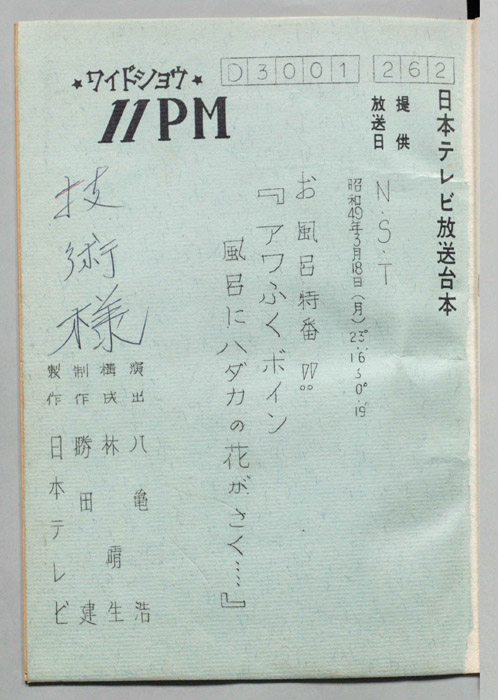 日本テレビ放送台本
D3001 262
提供 N・S・T
放送日 昭和49年3月18日(月)23°:16~0°:19'
★ワイドショウ★
11PM
お風呂特番!!
『アワふくボイン
風呂にハダカの花がさく……』
技術様
演出 八亀 浩
構成 林 晴生
制作 勝田 建
製作 日本テレビ